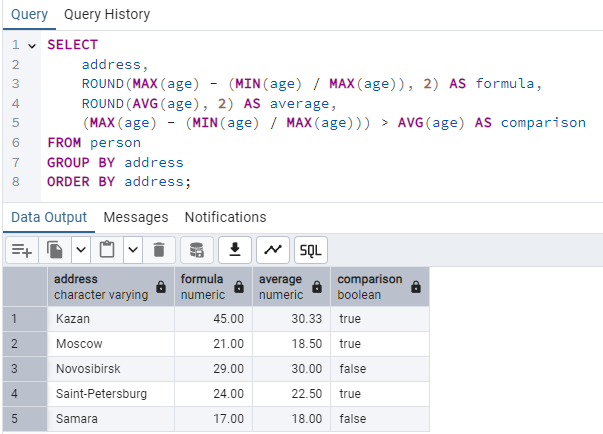 Query Query History
1 SELECT
2 address,
3 ROUND(MAX(age) - (MIN(age) / MAX(age)), 2) AS formula,
4 ROUND(AVG(age), 2) AS average,
5 (MAX(age) - (MIN(age) / MAX(age))) > AVG(age) AS comparison
6 FROM person
7 GROUP BY address
8 ORDER BY address;
Data Output Messages Notifications
SQL
address formula average comparison
character varying numeric numeric boolean
1 Kazan 45.00 30.33 true
2 Moscow 21.00 18.50 true
3 Novosibirsk 29.00 30.00 false
4 Saint-Petersburg 24.00 22.50 true
5 Samara 17.00 18.00 false